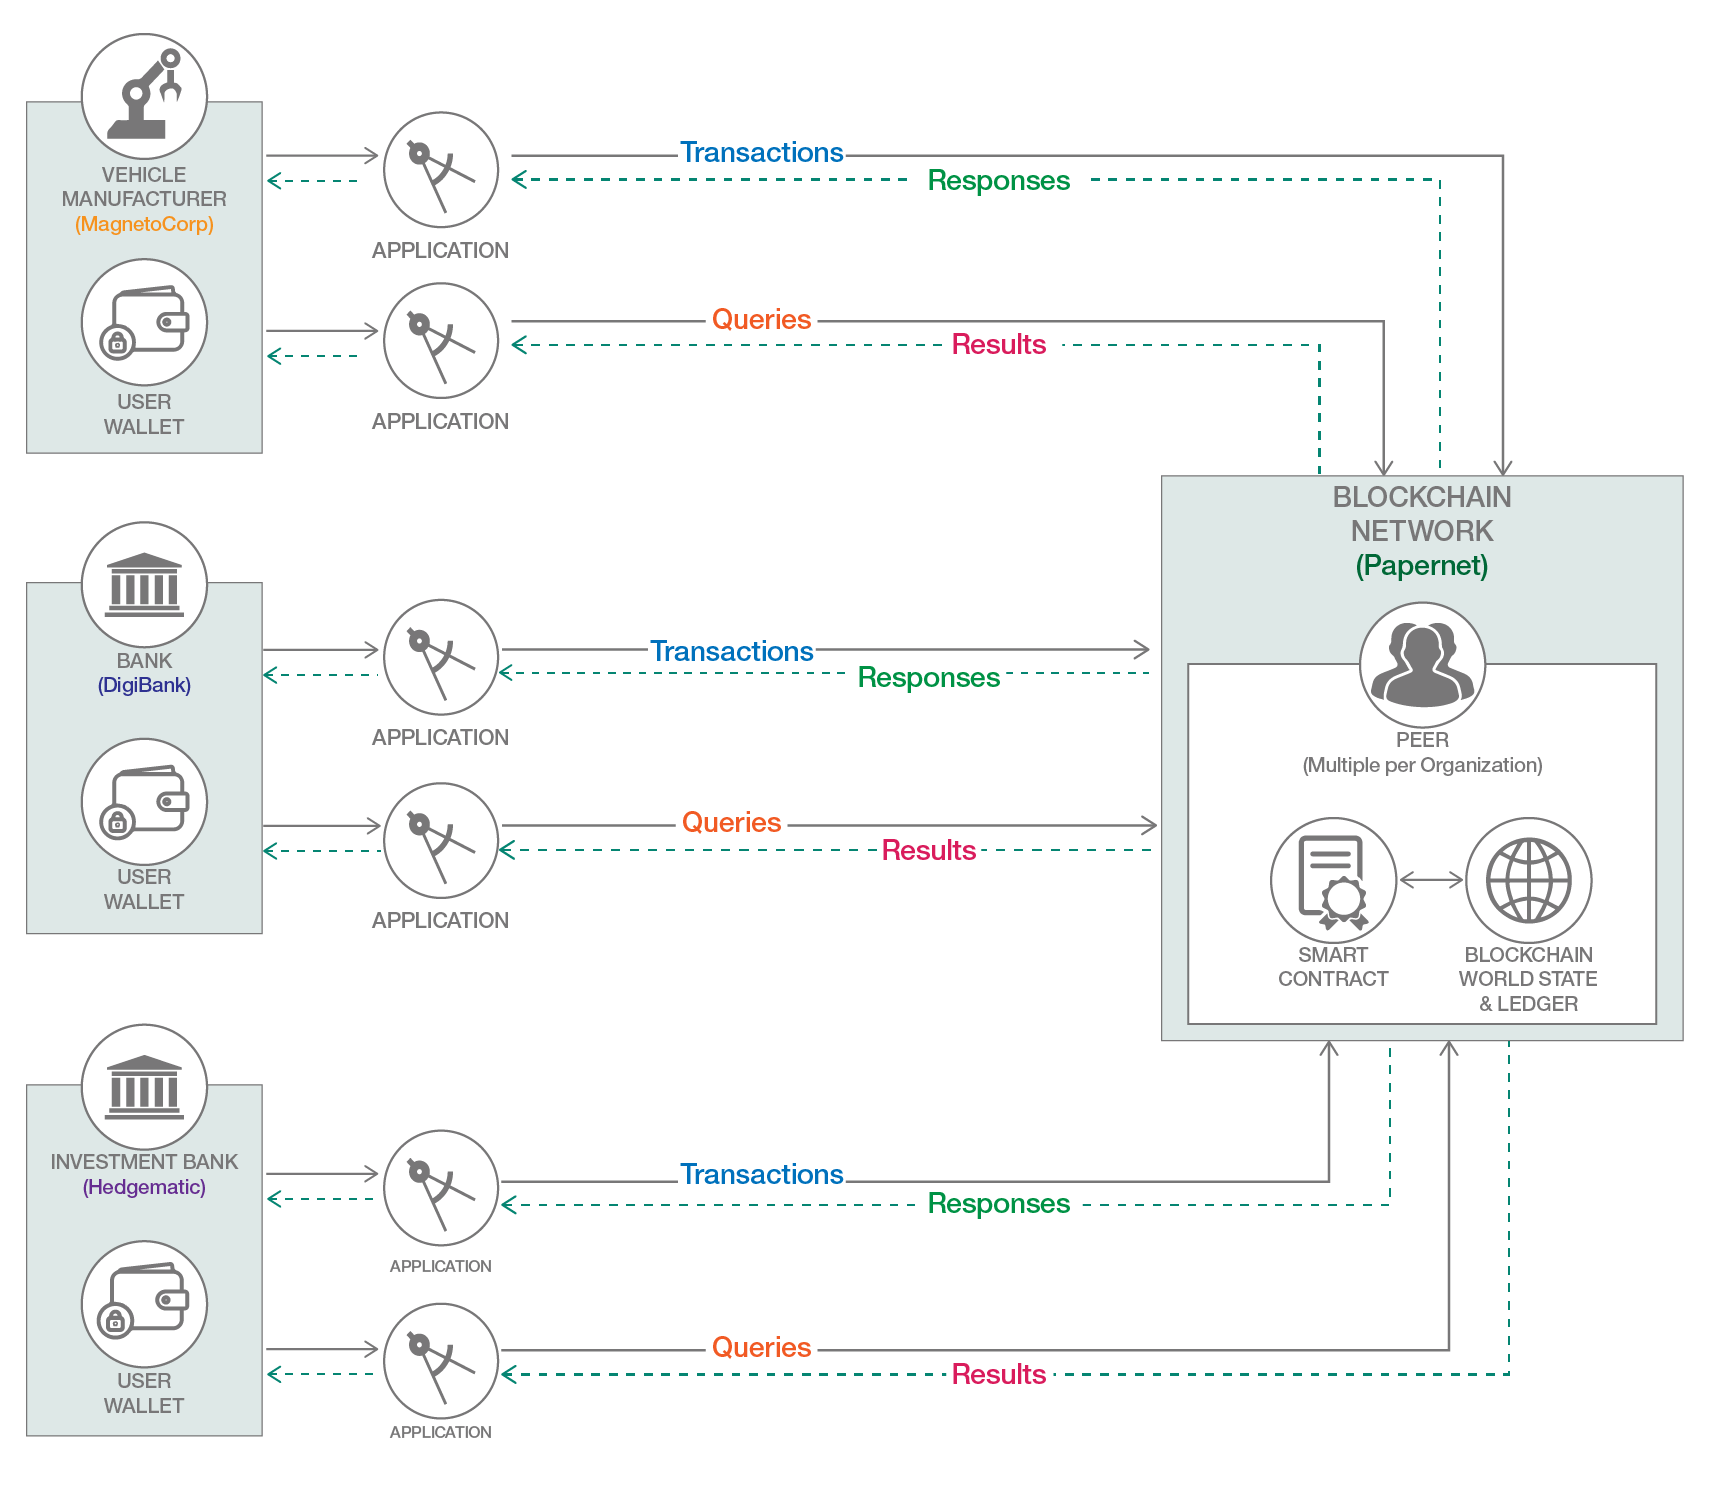 VEHICLE
MANUFACTURER
(MagnetoCorp)
USER
WALLET
APPLICATION
Transactions
Responses
APPLICATION
Queries
Results
BANK
(DigiBank)
USER
WALLET
APPLICATION
Transactions
Responses
APPLICATION
Queries
Results
BLOCKCHAIN
NETWORK
(Papernet)
PEER
(Multiple per Organization)
SMART
CONTRACT
BLOCKCHAIN
WORLD STATE
& LEDGER
INVESTMENT BANK
(Hedgematic)
USER
WALLET
APPLICATION
Transactions
Responses
APPLICATION
Queries
Results